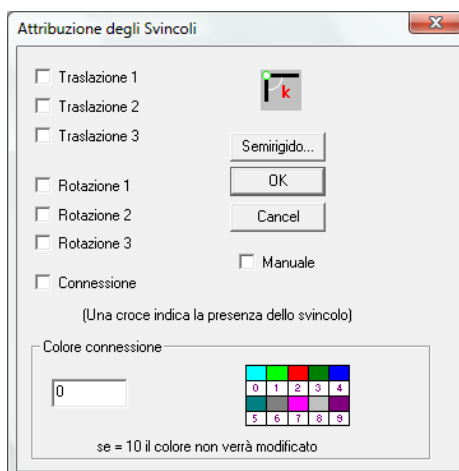 Attribuzione degli Svincoli
Traslazione 1
Traslazione 2
Traslazione 3
k
Semirigido...
Rotazione 1
OK
Rotazione 2
Cancel
Rotazione 3
Manuale
Connessione
(Una croce indica la presenza dello svincolo)
Colore connessione
0
0 1 2 3 4
5 6 7 8 9
se = 10 il colore non verrà modificato